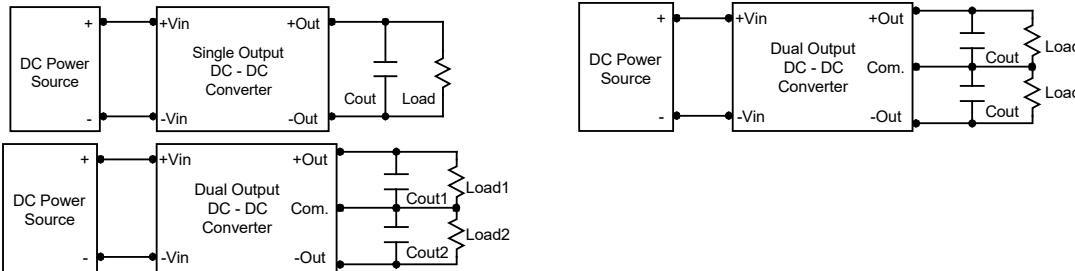 +
+Vin
+Out
DC Power
Source
Single Output
DC - DC
Converter
Cout
Load
-
-Vin
-Out
+
+Vin
+Out
DC Power
Source
Dual Output
DC - DC
Converter
Com.
Cout
Load
Load
Cout
-
-Vin
-Out
+
+Vin
+Out
DC Power
Source
Dual Output
DC - DC
Converter
Com.
Cout1
Load1
Load2
Cout2
-
-Vin
-Out